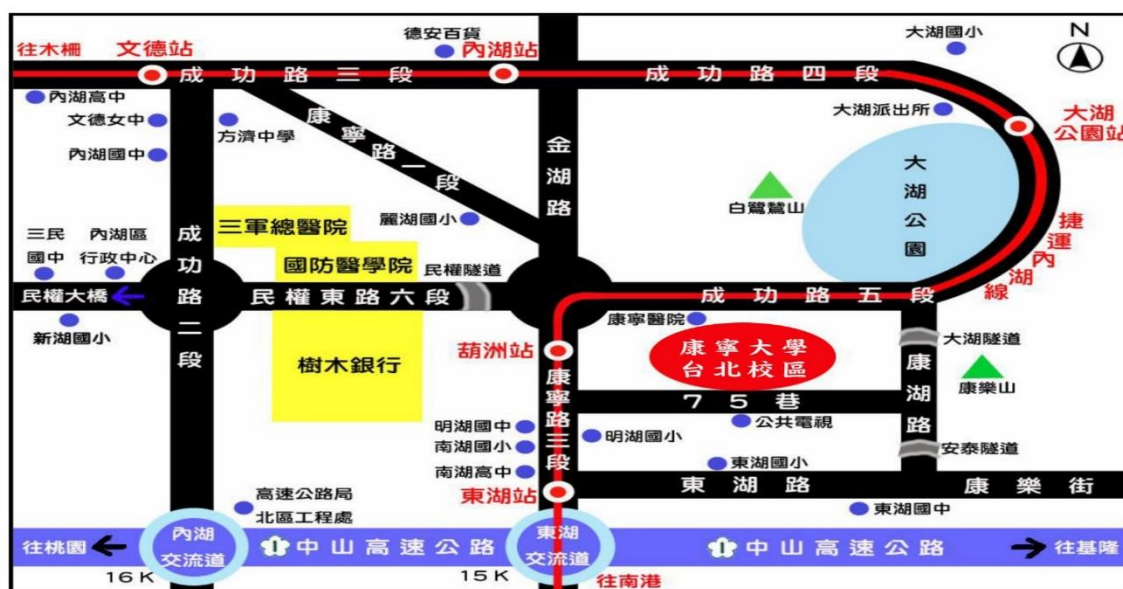 德安百貨
大湖國小
N
往木柵
文德站
內湖站
成功路三段
成功路四段
內湖高中
文德女中
方濟中學
內湖國中
康寧路一段
金湖路
大湖派出所
大湖
公園站
大湖公園
白鷺鷥山
麗湖國小
捷運內湖線
三軍總醫院
國防醫學院
三民
國中
內湖區
行政中心
成功路二段
民權隧道
民權大橋
民權東路六段
成功路五段
新湖國小
康寧醫院
大湖隧道
葫洲站
康寧大學
台北校區
樹木銀行
康湖路
康樂山
75巷
康寧路三段
明湖國中
南湖國小
南湖高中
明湖國小
公共電視
安泰隧道
東湖國小
東湖站
東湖路
康樂街
高速公路局
北區工程處
東湖國中
往桃園
內湖
交流道
1
中山高速公路
東湖
交流道
1
中山高速公路
往基隆
16K
15K
往南港